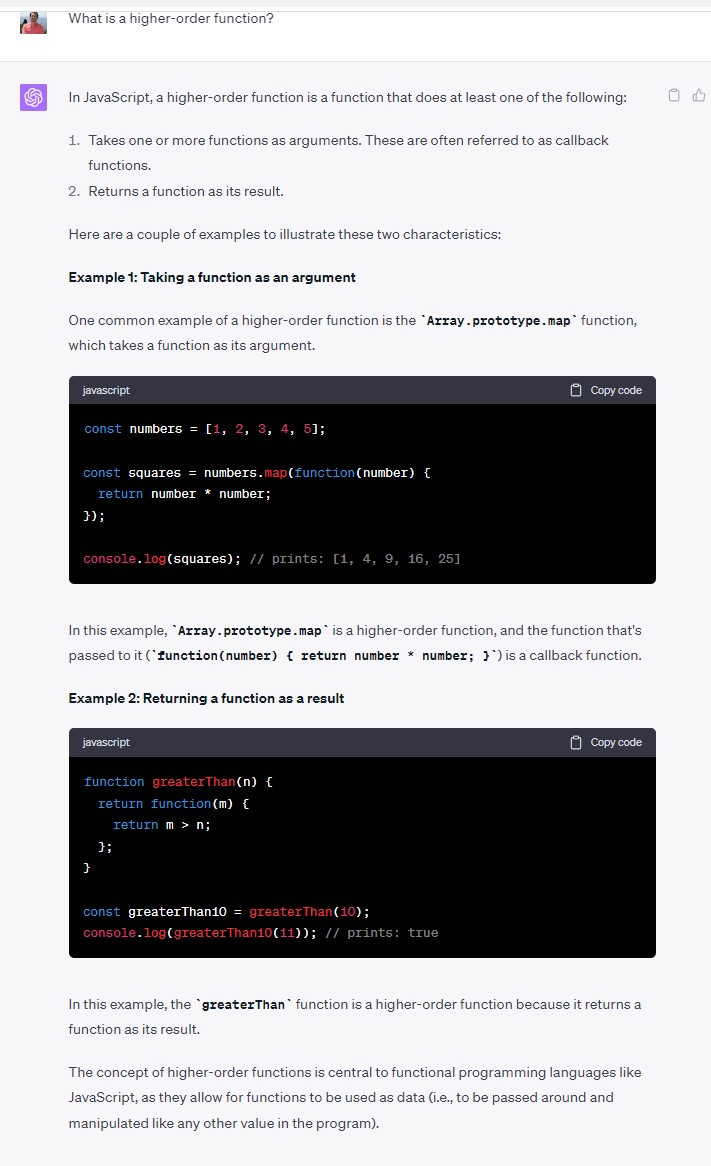 What is a higher-order function?
In JavaScript, a higher-order function is a function that does at least one of the following:
1. Takes one or more functions as arguments. These are often referred to as callback
functions.
2. Returns a function as its result.
Here are a couple of examples to illustrate these two characteristics:
Example 1: Taking a function as an argument
One common example of a higher-order function is the `Array.prototype.map` function,
which takes a function as its argument.
javascript Copy code
const numbers = [1, 2, 3, 4, 5];
const squares = numbers.map(function(number) {
  return number * number;
});
console.log(squares); // prints: [1, 4, 9, 16, 25]
In this example, `Array.prototype.map` is a higher-order function, and the function that's
passed to it (`function(number) { return number * number; }`) is a callback function.
Example 2: Returning a function as a result
javascript Copy code
function greaterThan(n) {
  return function(m) {
    return m > n;
  };
}
const greaterThan10 = greaterThan(10);
console.log(greaterThan10(11)); // prints: true
In this example, the `greaterThan` function is a higher-order function because it returns a
function as its result.
The concept of higher-order functions is central to functional programming languages like
JavaScript, as they allow for functions to be used as data (i.e., to be passed around and
manipulated like any other value in the program).